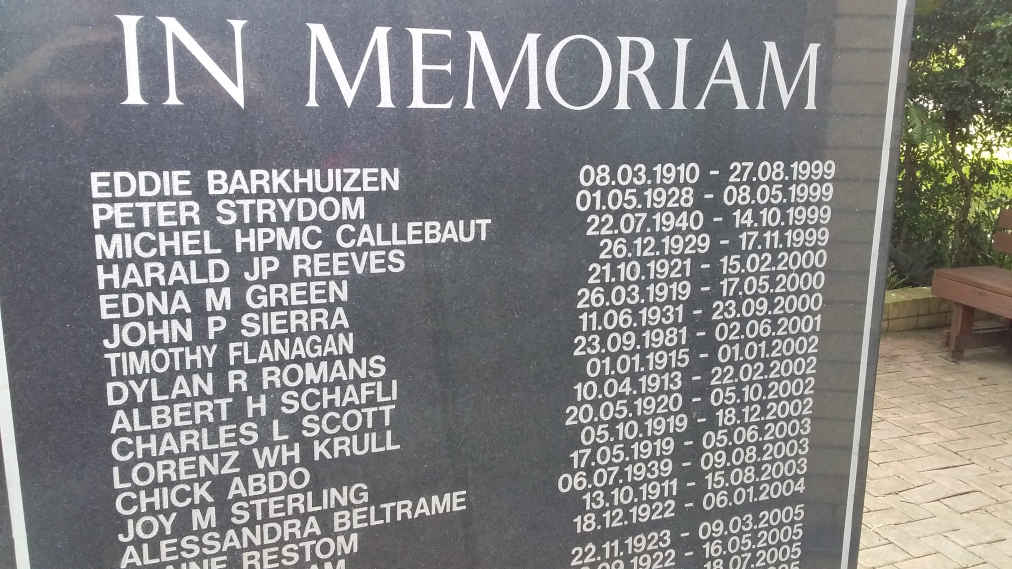 IN MEMORIAM
EDDIE BARKHUIZEN 08.03.1910 - 27.08.1999
PETER STRYDOM 01.05.1928 - 08.05.1999
MICHEL HPMC CALLEBAUT 22.07.1940 - 14.10.1999
HARALD JP REEVES 26.12.1929 - 17.11.1999
EDNA M GREEN 21.10.1921 - 15.02.2000
JOHN P SIERRA 26.03.1919 - 17.05.2000
TIMOTHY FLANAGAN 11.06.1931 - 23.09.2000
DYLAN R ROMANS 23.09.1981 - 02.06.2001
ALBERT H SCHAFLI 01.01.1915 - 01.01.2002
CHARLES L SCOTT 10.04.1913 - 22.02.2002
LORENZ WH KRULL 20.05.1920 - 05.10.2002
CHICK ABDO 05.10.1919 - 18.12.2002
JOY M STERLING 17.05.1919 - 05.06.2003
ALESSANDRA BELTRAME 06.07.1939 - 09.08.2003
RESTOM 13.10.1911 - 15.08.2003
18.12.1922 - 06.01.2004
22.11.1923 - 09.03.2005
- 16.05.2005
18.07.2005